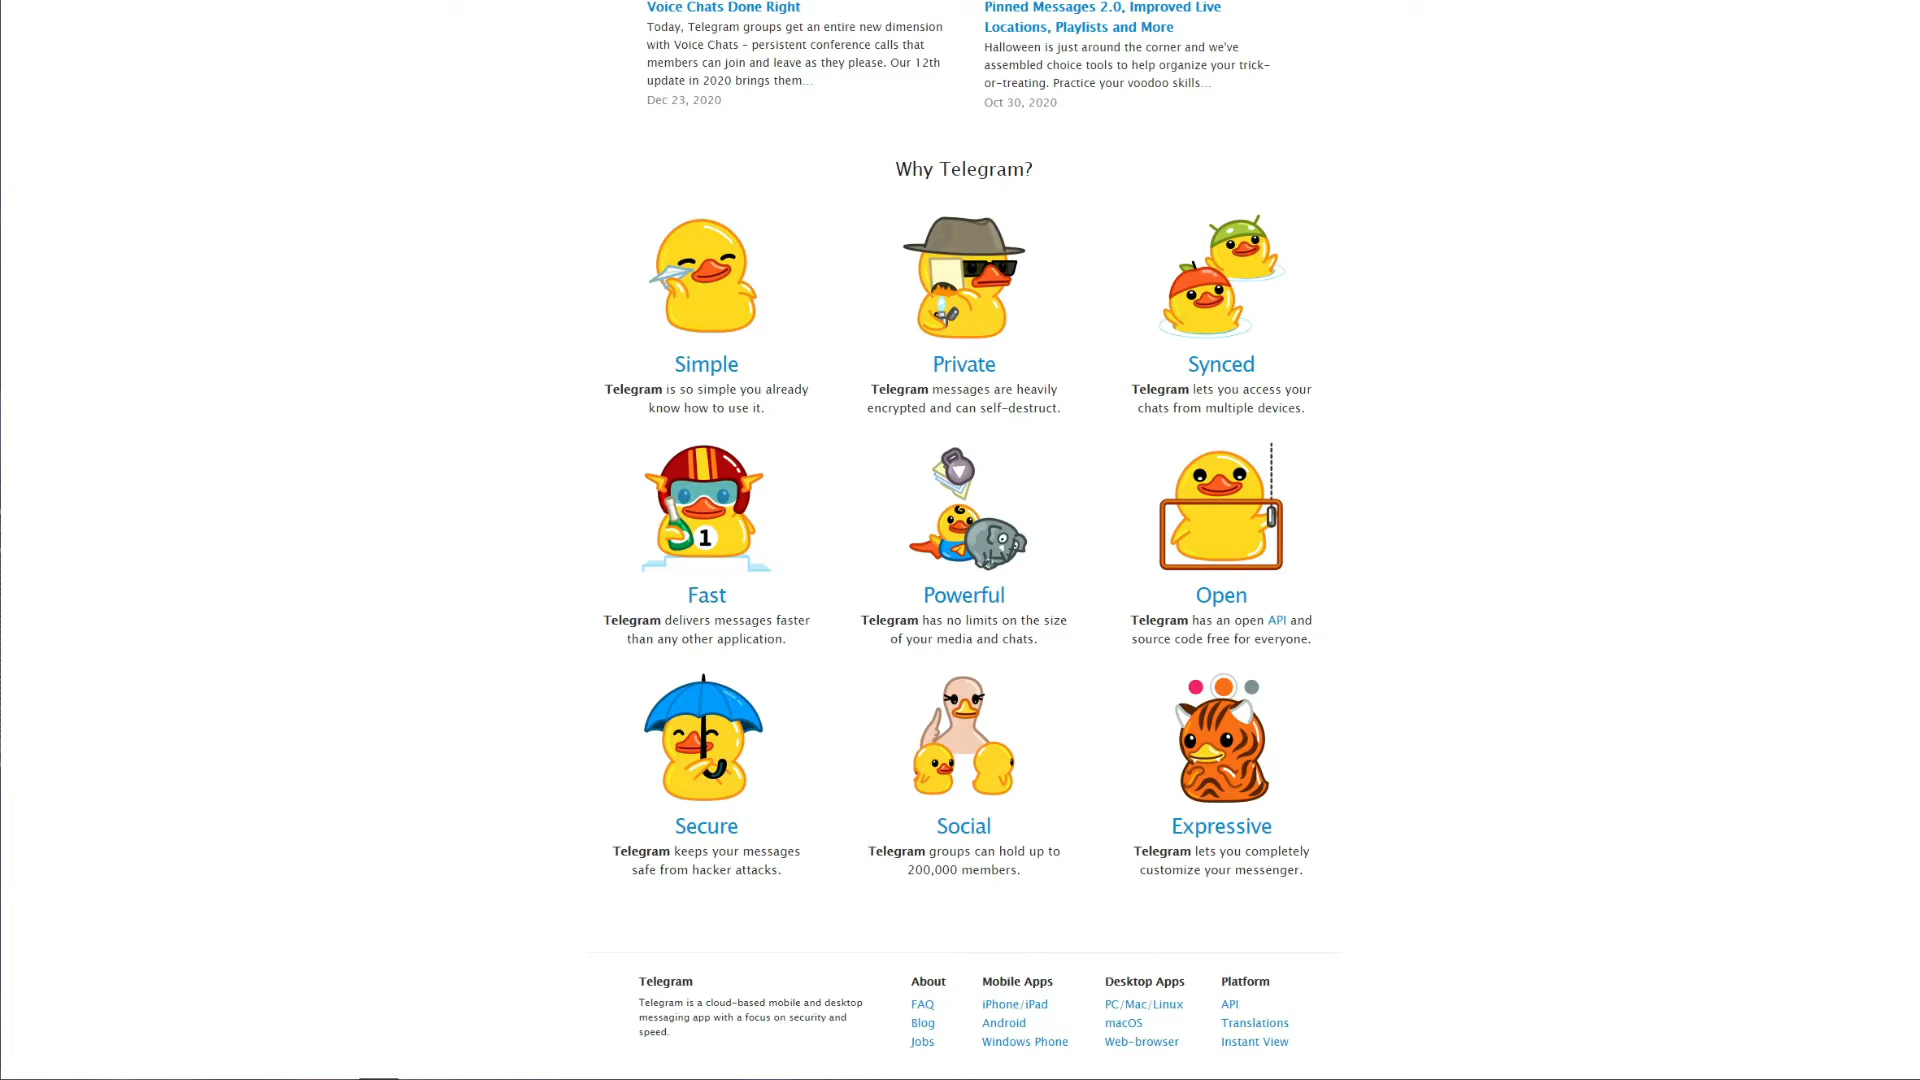 Voice Chats Done Right
Today, Telegram groups get an entire new dimension
with Voice Chats – persistent conference calls that
members can join and leave as they please. Our 12th
update in 2020 brings them...
Dec 23, 2020
Pinned Messages 2.0, Improved Live
Locations, Playlists and More
Halloween is just around the corner and we've
assembled choice tools to help organize your trick-
or-treating. Practice your voodoo skills...
Oct 30, 2020
Why Telegram?
Simple
Telegram is so simple you already
know how to use it.
Private
Telegram messages are heavily
encrypted and can self-destruct.
Synced
Telegram lets you access your
chats from multiple devices.
1
Fast
Telegram delivers messages faster
than any other application.
Powerful
Telegram has no limits on the size
of your media and chats.
Open
Telegram has an open API and
source code free for everyone.
Secure
Telegram keeps your messages
safe from hacker attacks.
Social
Telegram groups can hold up to
200,000 members.
Expressive
Telegram lets you completely
customize your messenger.
Telegram
Telegram is a cloud-based mobile and desktop
messaging app with a focus on security and
speed.
About
FAQ
Blog
Jobs
Mobile Apps
iPhone/iPad
Android
Windows Phone
Desktop Apps
PC/Mac/Linux
macOS
Web-browser
Platform
API
Translations
Instant View